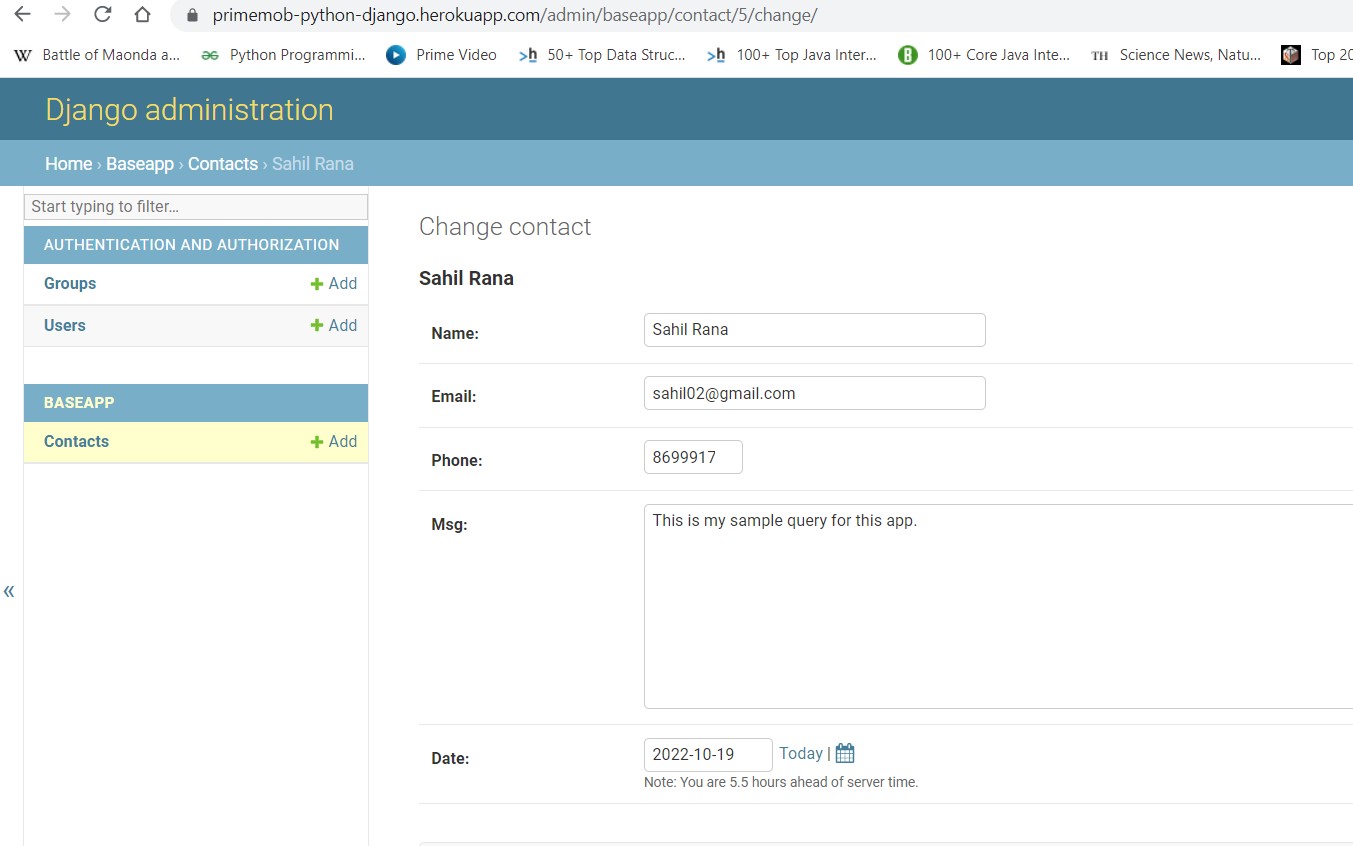 primemob-python-django.herokuapp.com/admin/baseapp/contact/5/change/
W Battle of Maonda a... Python Programmi... Prime Video >h 50+ Top Data Struc... >h 100+ Top Java Inter... 100+ Core Java Inte... TH Science News, Natu... Top 20
Django administration
Home › Baseapp › Contacts › Sahil Rana
Start typing to filter...
AUTHENTICATION AND AUTHORIZATION
Groups + Add
Users + Add
BASEAPP
Contacts + Add
«
Change contact
Sahil Rana
Name: Sahil Rana
Email: sahil02@gmail.com
Phone: 8699917
Msg: This is my sample query for this app.
Date: 2022-10-19 Today |
Note: You are 5.5 hours ahead of server time.